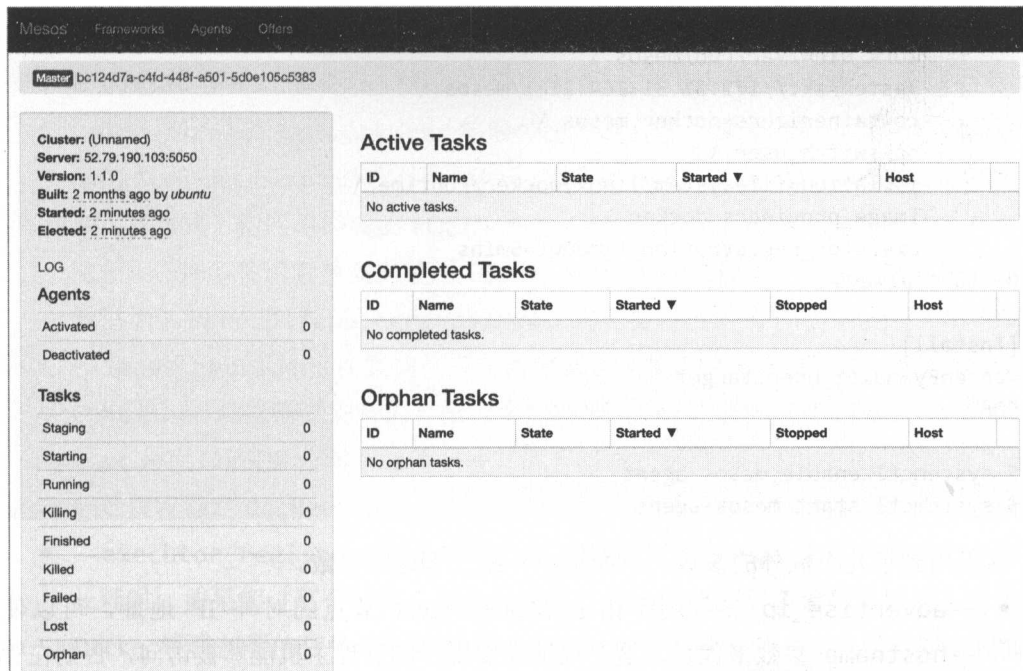 Mesos Frameworks Agents Offers
Master bc124d7a-c4fd-448f-a501-5d0e105c5383
Cluster: (Unnamed)
Server: 52.79.190.103:5050
Version: 1.1.0
Built: 2 months ago by ubuntu
Started: 2 minutes ago
Elected: 2 minutes ago
LOG
Agents
Activated 0
Deactivated 0
Tasks
Staging 0
Starting 0
Running 0
Killing 0
Finished 0
Killed 0
Failed 0
Lost 0
Orphan 0
Active Tasks
ID Name State Started ▼ Host
No active tasks.
Completed Tasks
ID Name State Started ▼ Stopped Host
No completed tasks.
Orphan Tasks
ID Name State Started ▼ Stopped Host
No orphan tasks.